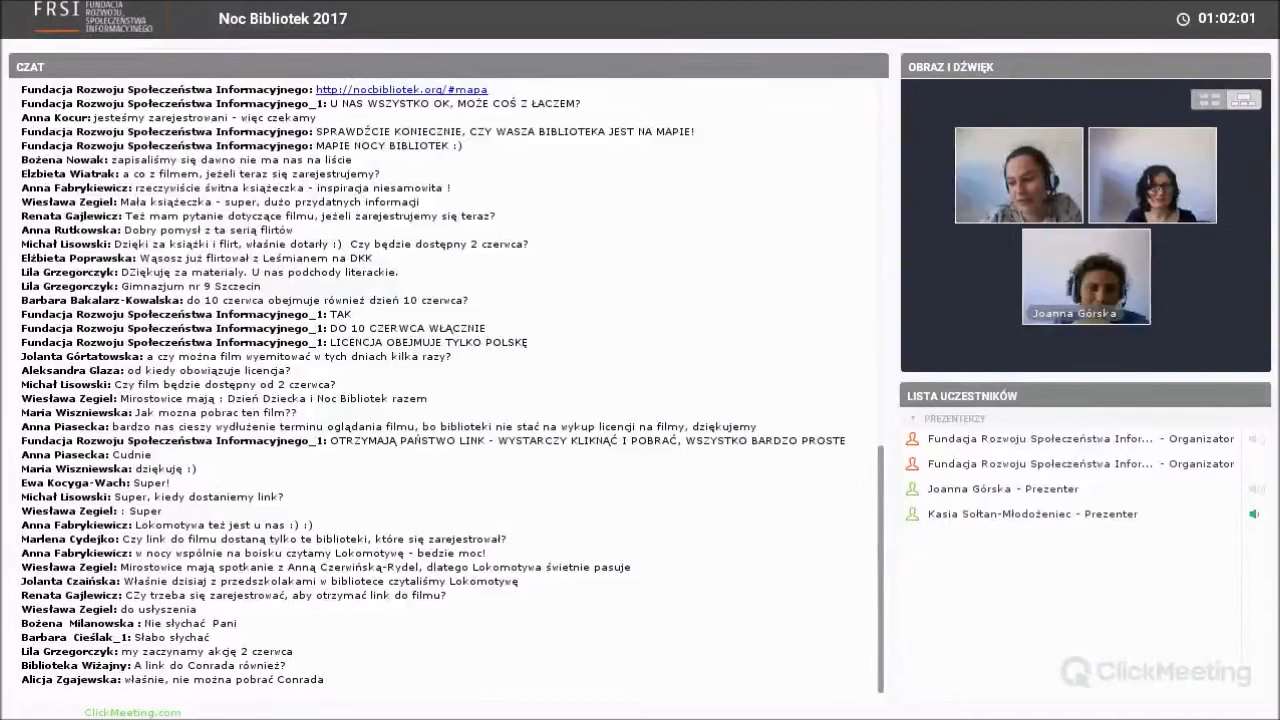 FRSI
FUNDACJA
ROZWOJU
SPOŁECZEŃSTWA
INFORMACYJNEGO
Noc Bibliotek 2017
01:02:01
CZAT
Fundacja Rozwoju Społeczeństwa Informacyjnego: http://nocbibliotek.org/#mapa
Fundacja Rozwoju Społeczeństwa Informacyjnego_1: U NAS WSZYSTKO OK, MOŻE COŚ Z ŁACZEM?
Anna Kocur: jesteśmy zarejestrowani - więc czekamy
Fundacja Rozwoju Społeczeństwa Informacyjnego: SPRAWDŹCIE KONIECZNIE, CZY WASZA BIBLIOTEKA JEST NA MAPIE!
Fundacja Rozwoju Społeczeństwa Informacyjnego: MAPIE NOCY BIBLIOTEK :)
Bożena Nowak: zapisaliśmy się dawno nie ma nas na liście
Elzbieta Wiatrak: a co z filmem, jeżeli teraz się zarejestrujemy?
Anna Fabrykiewicz: rzeczywiście świtna książeczka - inspiracja niesamowita !
Wiesława Zegiel: Mała książeczka - super, dużo przydatnych informacji
Renata Gajlewicz: Też mam pytanie dotyczące filmu, jeżeli zarejestrujemy się teraz?
Anna Rutkowska: Dobry pomysł z ta serią flirtów
Michał Lisowski: Dzięki za książki i flirt, właśnie dotarły :) Czy będzie dostępny 2 czerwca?
Elżbieta Poprawska: Wąsosz już flirtował z Leśmianem na DKK
Lila Grzegorczyk: DZiękuję za materialy. U nas podchody literackie.
Lila Grzegorczyk: Gimnazjum nr 9 Szczecin
Barbara Bakalarz-Kowalska: do 10 czerwca obejmuje również dzień 10 czerwca?
Fundacja Rozwoju Społeczeństwa Informacyjnego_1: TAK
Fundacja Rozwoju Społeczeństwa Informacyjnego_1: DO 10 CZERWCA WŁĄCZNIE
Fundacja Rozwoju Społeczeństwa Informacyjnego_1: LICENCJA OBEJMUJE TYLKO POLSKĘ
Jolanta Górtatowska: a czy można film wyemitować w tych dniach kilka razy?
Aleksandra Glaza: od kiedy obowiązuje licencja?
Michał Lisowski: Czy film będzie dostępny od 2 czerwca?
Wiesława Zegiel: Mirostowice mają : Dzień Dziecka i Noc Bibliotek razem
Maria Wiszniewska: Jak mozna pobrac ten film??
Anna Piasecka: bardzo nas cieszy wydłużenie terminu oglądania filmu, bo biblioteki nie stać na wykup licencji na filmy, dziękujemy
Fundacja Rozwoju Społeczeństwa Informacyjnego_1: OTRZYMAJĄ PAŃSTWO LINK - WYSTARCZY KLIKNĄĆ I POBRAĆ, WSZYSTKO BARDZO PROSTE
Anna Piasecka: Cudnie
Maria Wiszniewska: dziękuję :)
Ewa Kocyga-Wach: Super!
Michał Lisowski: Super, kiedy dostaniemy link?
Wiesława Zegiel: : Super
Anna Fabrykiewicz: Lokomotywa też jest u nas :) :)
Marlena Cydejko: Czy link do filmu dostaną tylko te biblioteki, które się zarejestrował?
Anna Fabrykiewicz: w nocy wspólnie na boisku czytamy Lokomotywę - bedzie moc!
Wiesława Zegiel: Mirostowice mają spotkanie z Anną Czerwińską-Rydel, dlatego Lokomotywa świetnie pasuje
Jolanta Czaińska: Właśnie dzisiaj z przedszkolakami w bibliotece czytaliśmy Lokomotywę
Renata Gajlewicz: CZy trzeba się zarejestrować, aby otrzymać link do filmu?
Wiesława Zegiel: do usłyszenia
Bożena Milanowska : Nie słychać Pani
Barbara Cieślak_1: Słabo słychać
Lila Grzegorczyk: my zaczynamy akcję 2 czerwca
Biblioteka Wiżajny: A link do Conrada również?
Alicja Zgajewska: właśnie, nie można pobrać Conrada
ClickMeeting.com
OBRAZ I DŹWIĘK
Joanna Górska
LISTA UCZESTNIKÓW
PREZENTERZY
Fundacja Rozwoju Społeczeństwa Infor... - Organizator
Fundacja Rozwoju Społeczeństwa Infor... - Organizator
Joanna Górska - Prezenter
Kasia Sołtan-Młodożeniec - Prezenter
ClickMeeting